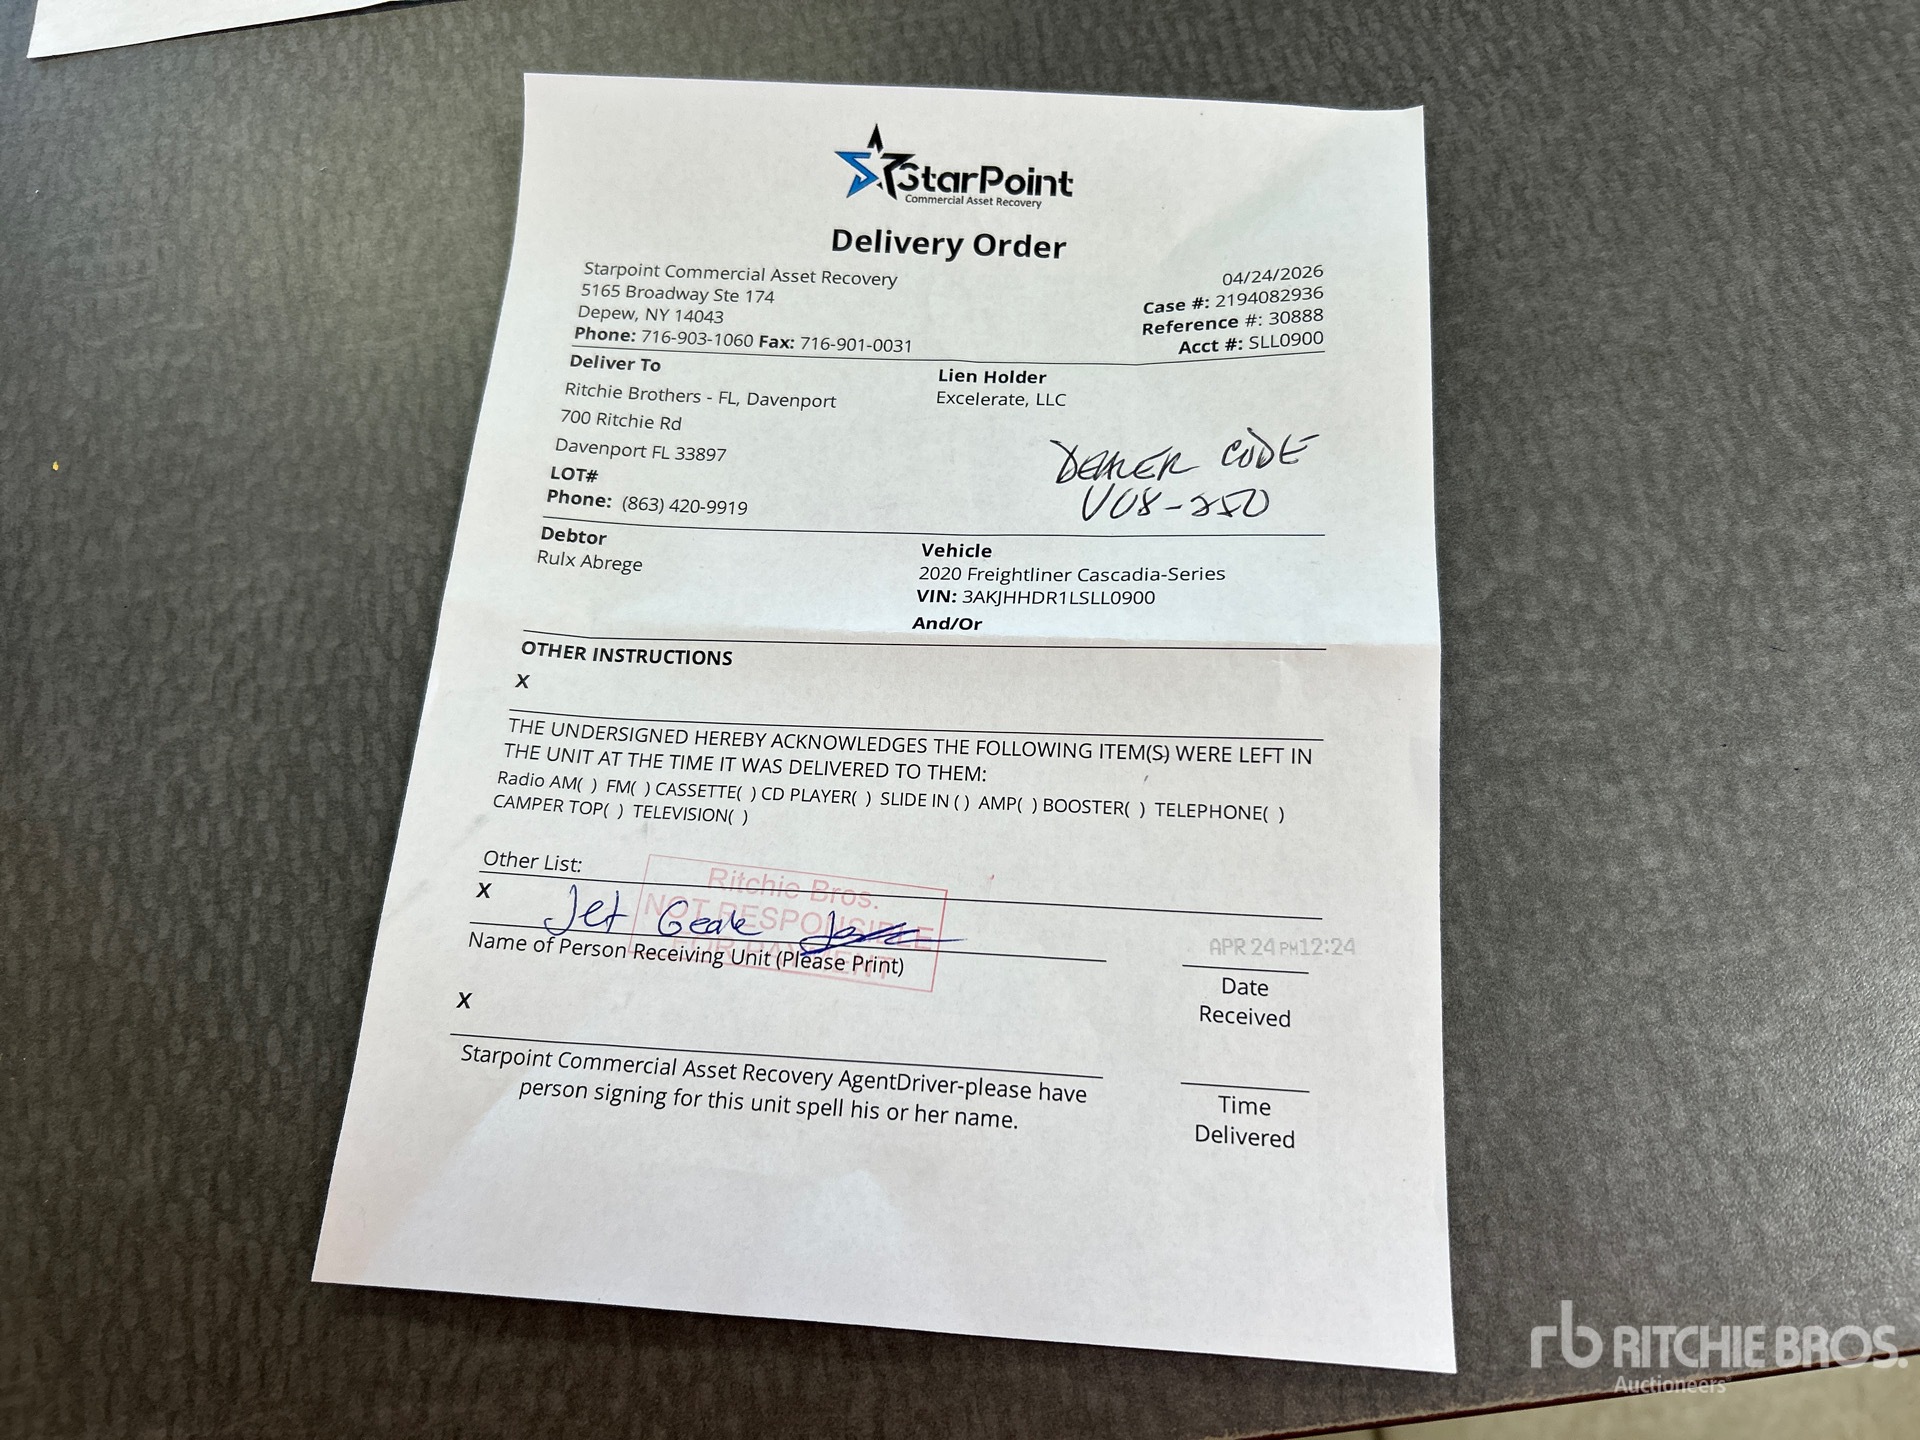 StarPoint
Commercial Asset Recovery
Delivery Order
Starpoint Commercial Asset Recovery
5165 Broadway Ste 174
Depew, NY 14043
Phone: 716-903-1060 Fax: 716-901-0031
04/24/2026
Case #: 2194082936
Reference #: 30888
Acct #: SLL0900
Deliver To
Ritchie Brothers - FL, Davenport
700 Ritchie Rd
Davenport FL 33897
LOT#
Phone: (863) 420-9919
Lien Holder
Excelerate, LLC
DEALER CODE
V08-250
Debtor
Rulx Abrege
Vehicle
2020 Freightliner Cascadia-Series
VIN: 3AKJHHDR1LSLL0900
And/Or
OTHER INSTRUCTIONS
X
THE UNDERSIGNED HEREBY ACKNOWLEDGES THE FOLLOWING ITEM(S) WERE LEFT IN
THE UNIT AT THE TIME IT WAS DELIVERED TO THEM:
Radio AM( ) FM( ) CASSETTE( ) CD PLAYER( ) SLIDE IN ( ) AMP( ) BOOSTER( ) TELEPHONE( )
CAMPER TOP( ) TELEVISION( )
Other List:
Ritchie Bros.
NOT RESPONSIBLE
FOR PAYMENT
X Jet
Name of Person Receiving Unit (Please Print)
APR 24 PM 12:24
Date
Received
X
Starpoint Commercial Asset Recovery AgentDriver-please have
person signing for this unit spell his or her name.
Time
Delivered
rb RITCHIE BROS.
Auctioneers